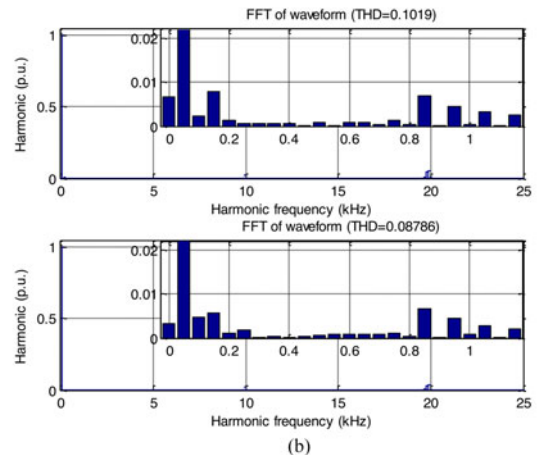 FFT of waveform (THD=0.1019)
1
0.5
0
Harmonic (p.u.)
0.02
0.01
0
0 0.2 0.4 0.6 0.8 1
0 5 10 15 20 25
Harmonic frequency (kHz)
FFT of waveform (THD=0.08786)
1
0.5
0
Harmonic (p.u.)
0.02
0.01
0
0 0.2 0.4 0.6 0.8 1
0 5 10 15 20 25
Harmonic frequency (kHz)
(b)